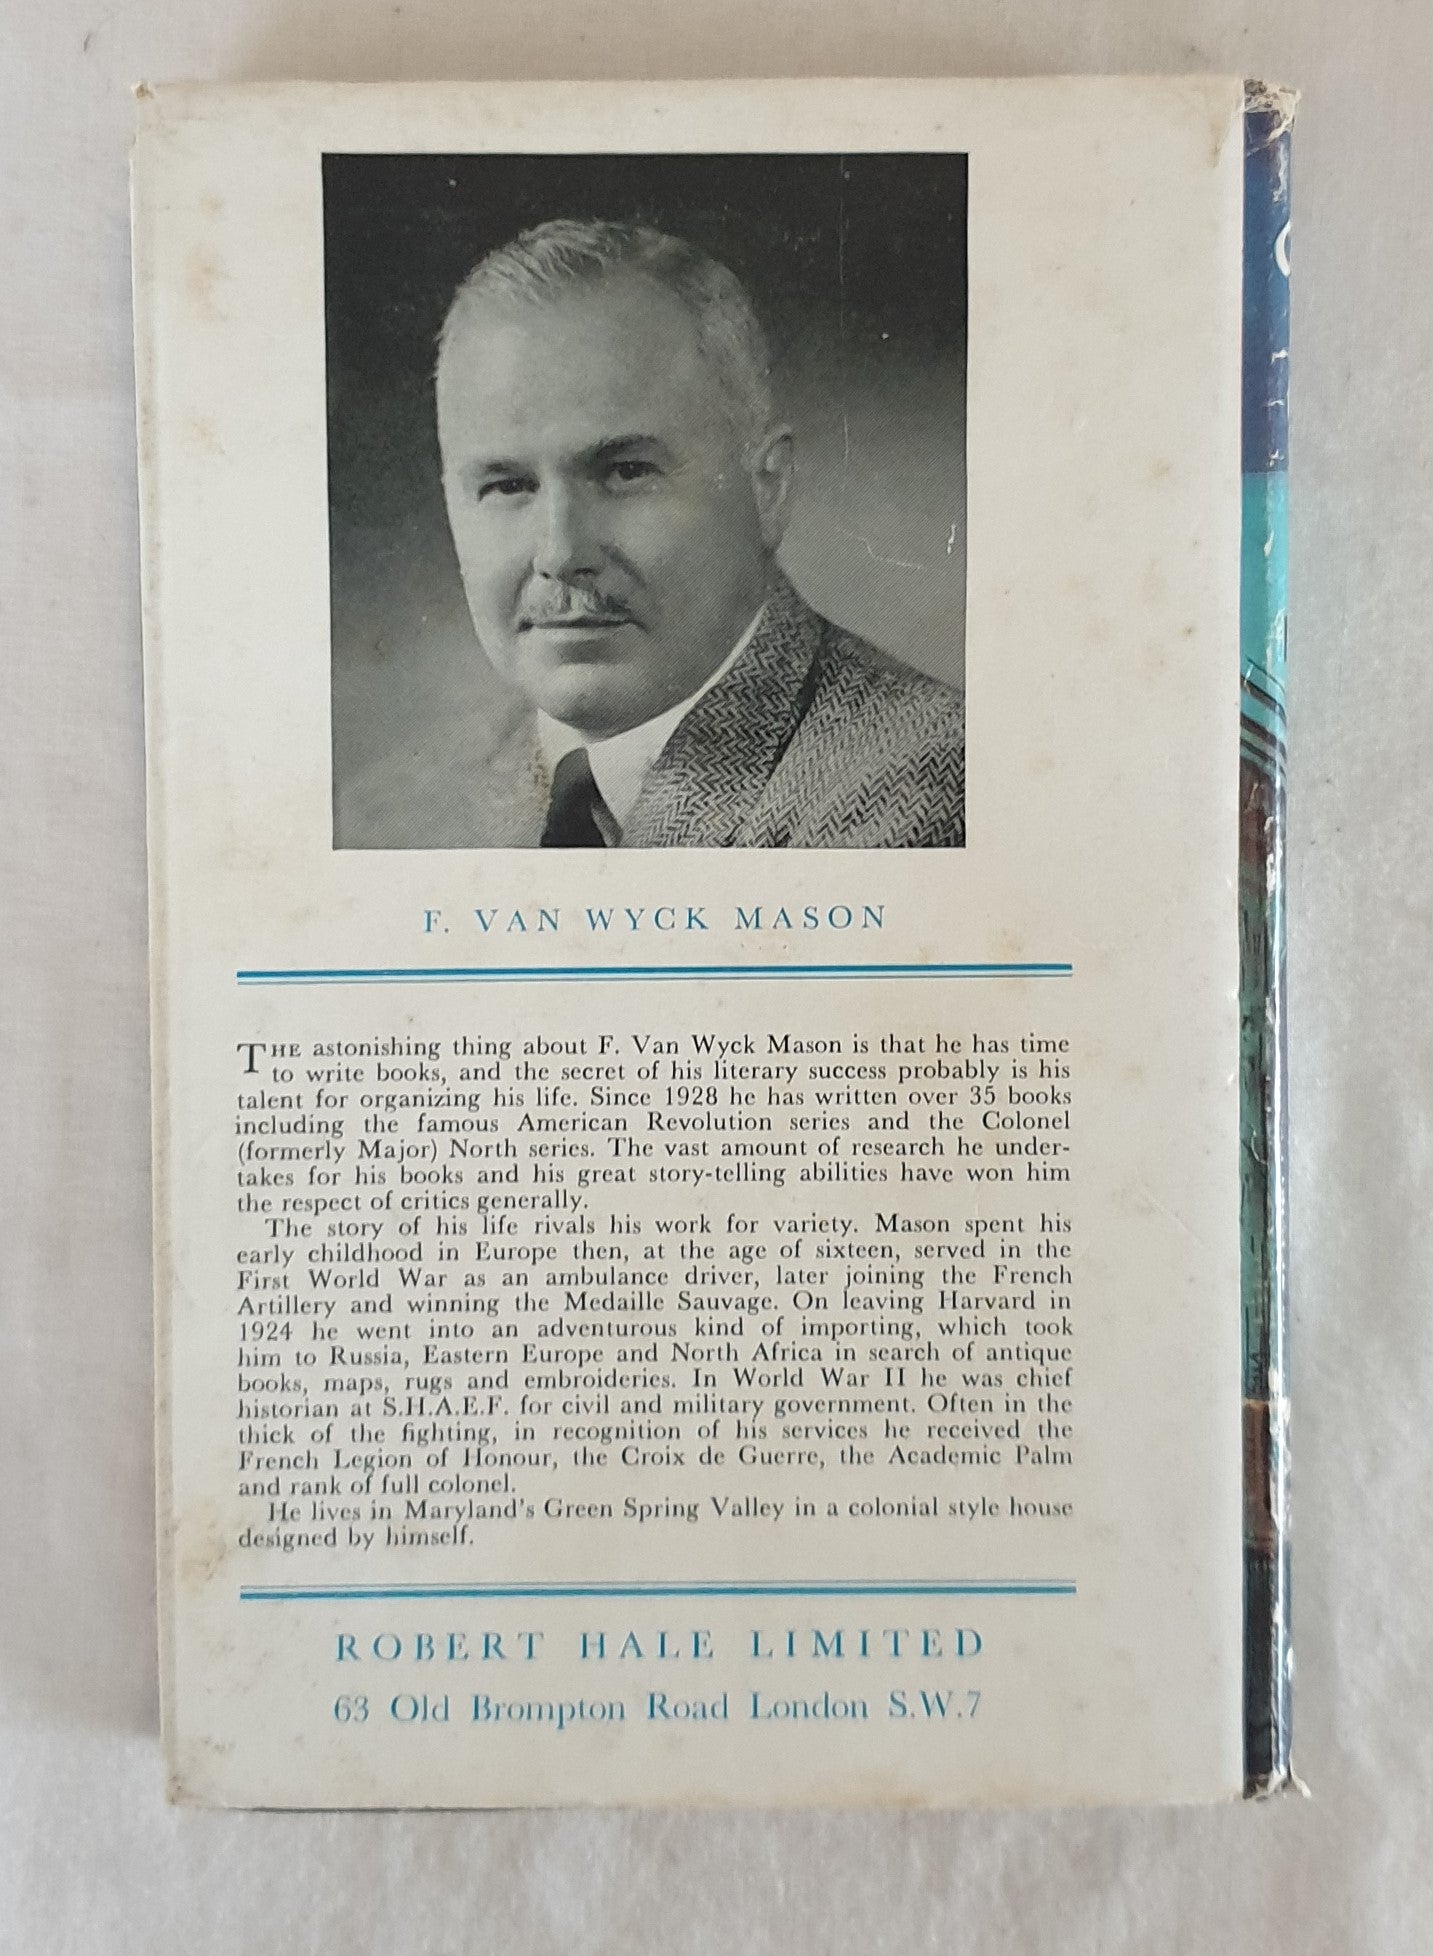 F. VAN WYCK MASON
THE astonishing thing about F. Van Wyck Mason is that he has time
to write books, and the secret of his literary success probably is his
talent for organizing his life. Since 1928 he has written over 35 books
including the famous American Revolution series and the Colonel
(formerly Major) North series. The vast amount of research he under-
takes for his books and his great story-telling abilities have won him
the respect of critics generally.
The story of his life rivals his work for variety. Mason spent his
early childhood in Europe then, at the age of sixteen, served in the
First World War as an ambulance driver, later joining the French
Artillery and winning the Medaille Sauvage. On leaving Harvard in
1924 he went into an adventurous kind of importing, which took
him to Russia, Eastern Europe and North Africa in search of antique
books, maps, rugs and embroideries. In World War II he was chief
historian at S.H.A.E.F. for civil and military government. Often in the
thick of the fighting, in recognition of his services he received the
French Legion of Honour, the Croix de Guerre, the Academic Palm
and rank of full colonel.
He lives in Maryland's Green Spring Valley in a colonial style house
designed by himself.
ROBERT HALE LIMITED
63 Old Brompton Road London S.W.7